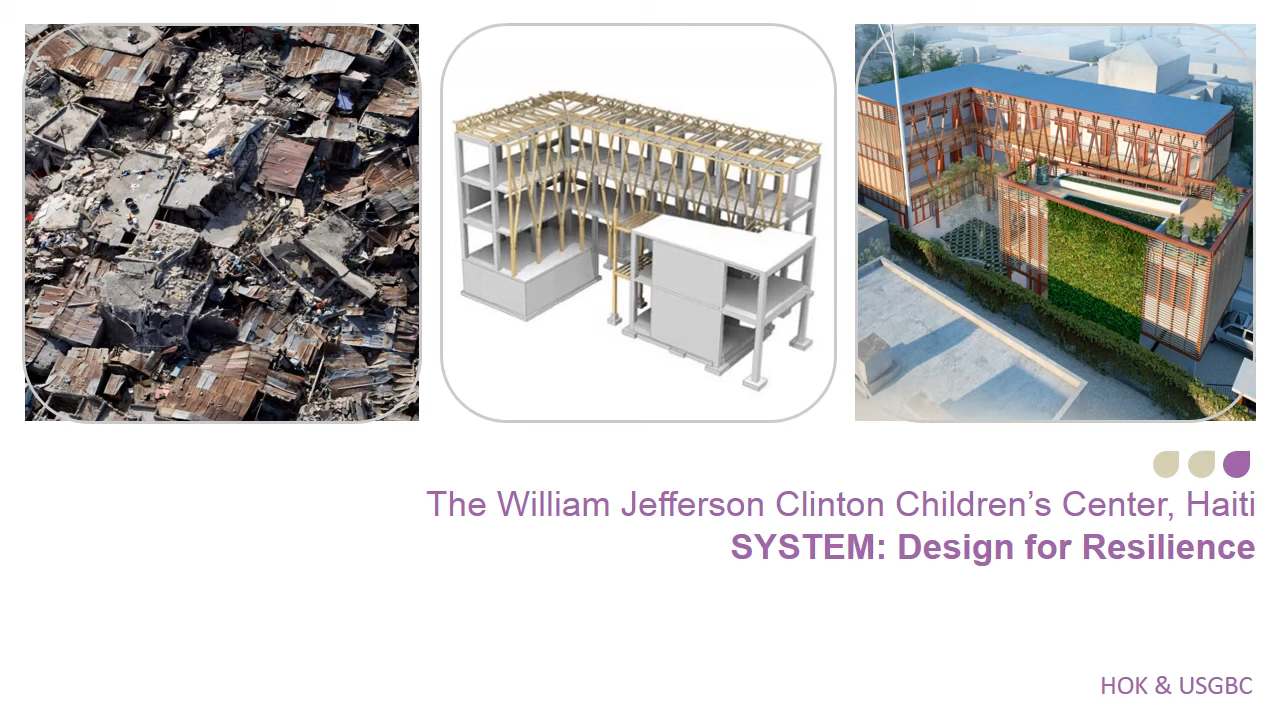 The William Jefferson Clinton Children’s Center, Haiti
SYSTEM: Design for Resilience
HOK & USGBC